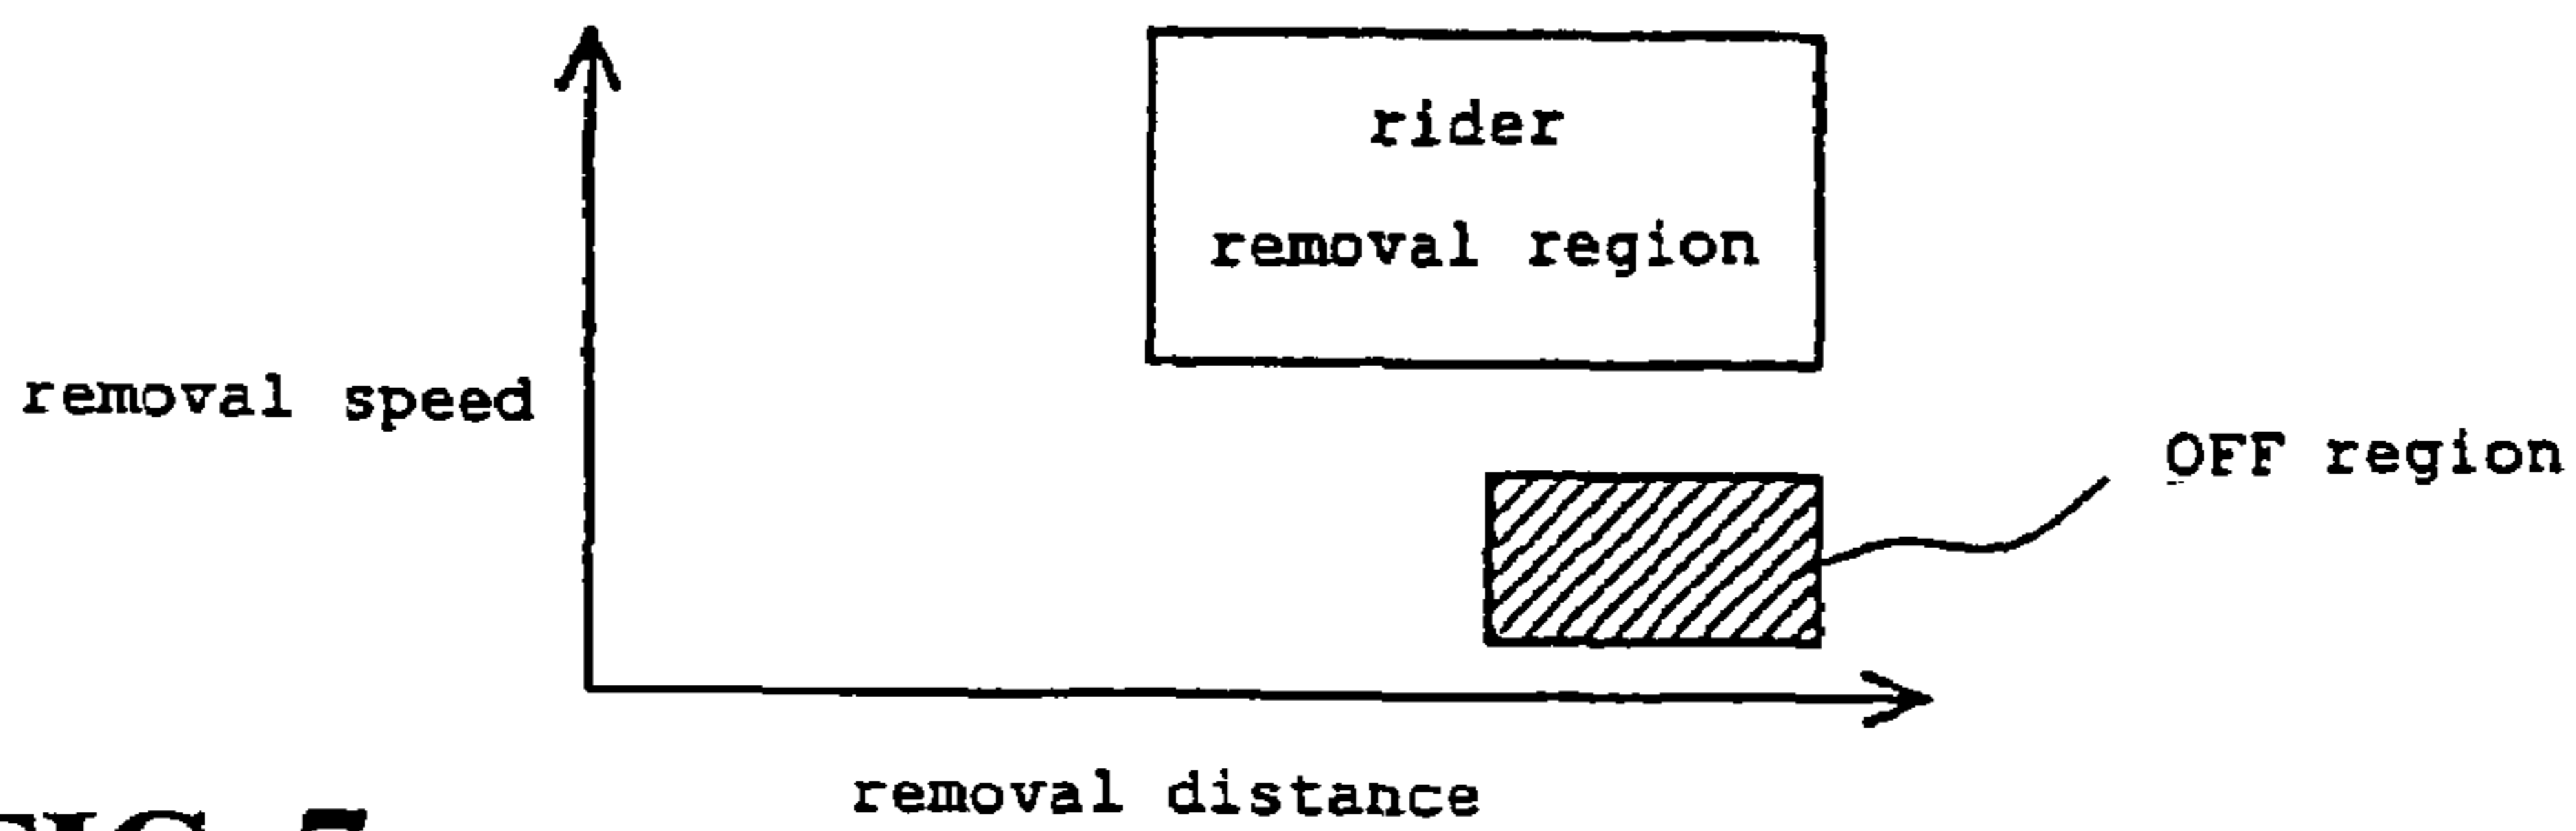 rider
removal region
removal speed
OFF region
removal distance